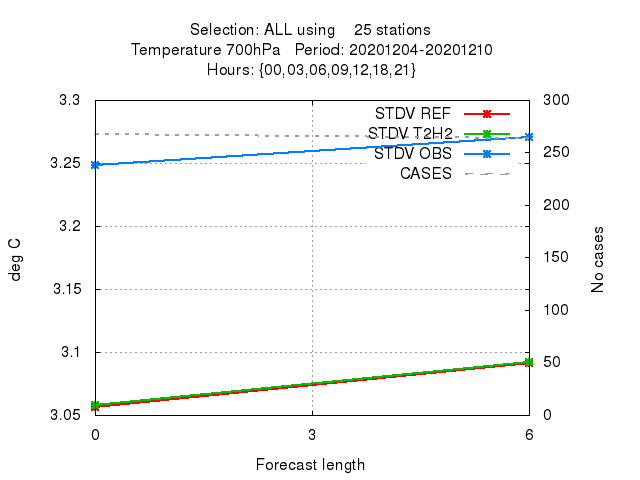 Selection: ALL using    25 stations
Temperature 700hPa   Period: 20201204-20201210
Hours: {00,03,06,09,12,18,21}
3.3
3.25
3.2
3.15
3.1
3.05
deg C
STDV REF
STDV T2H2
STDV OBS
CASES
300
250
200
150
100
50
0
No cases
0 3 6
Forecast length